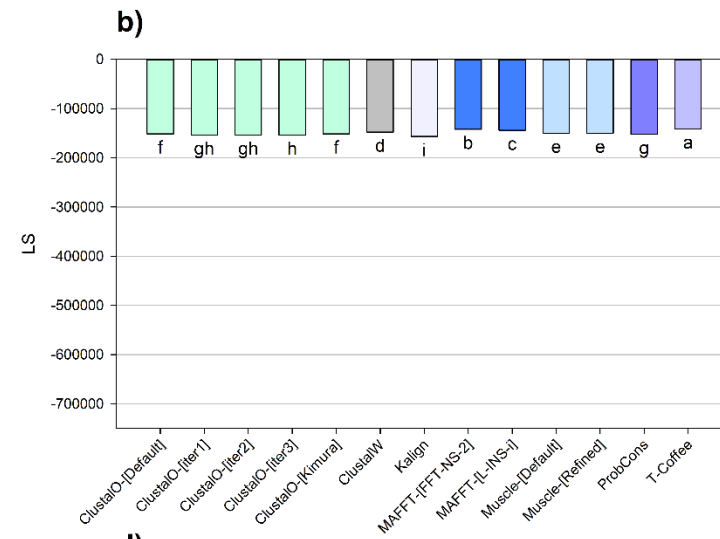 b)
0
-100000
-200000
-300000
-400000
-500000
-600000
-700000
LS
f gh gh h f d i b c e e g a
ClustalO-[Default]
ClustalO-[iter1]
ClustalO-[iter2]
ClustalO-[iter3]
ClustalO-[Kimura]
ClustalW
Kalign
MAFFT-[FFT-NS-2]
MAFFT-[L-INS-i]
Muscle-[Default]
Muscle-[Refined]
ProbCons
T-Coffee